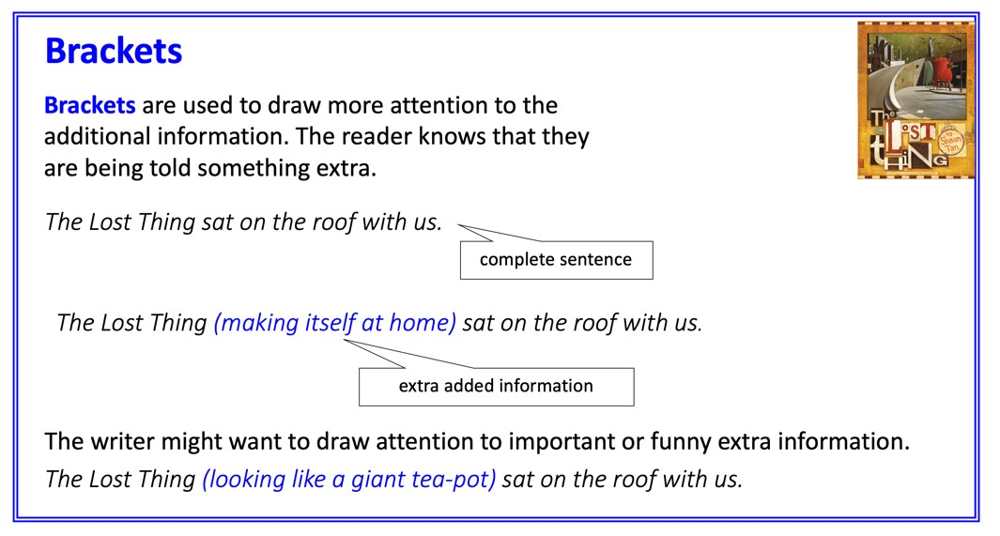 Brackets
Brackets are used to draw more attention to the
additional information. The reader knows that they
are being told something extra.
The Lost Thing sat on the roof with us.
complete sentence
The Lost Thing (making itself at home) sat on the roof with us.
extra added information
The writer might want to draw attention to important or funny extra information.
The Lost Thing (looking like a giant tea-pot) sat on the roof with us.
The
LOST
tHiNG
Shaun
Tan